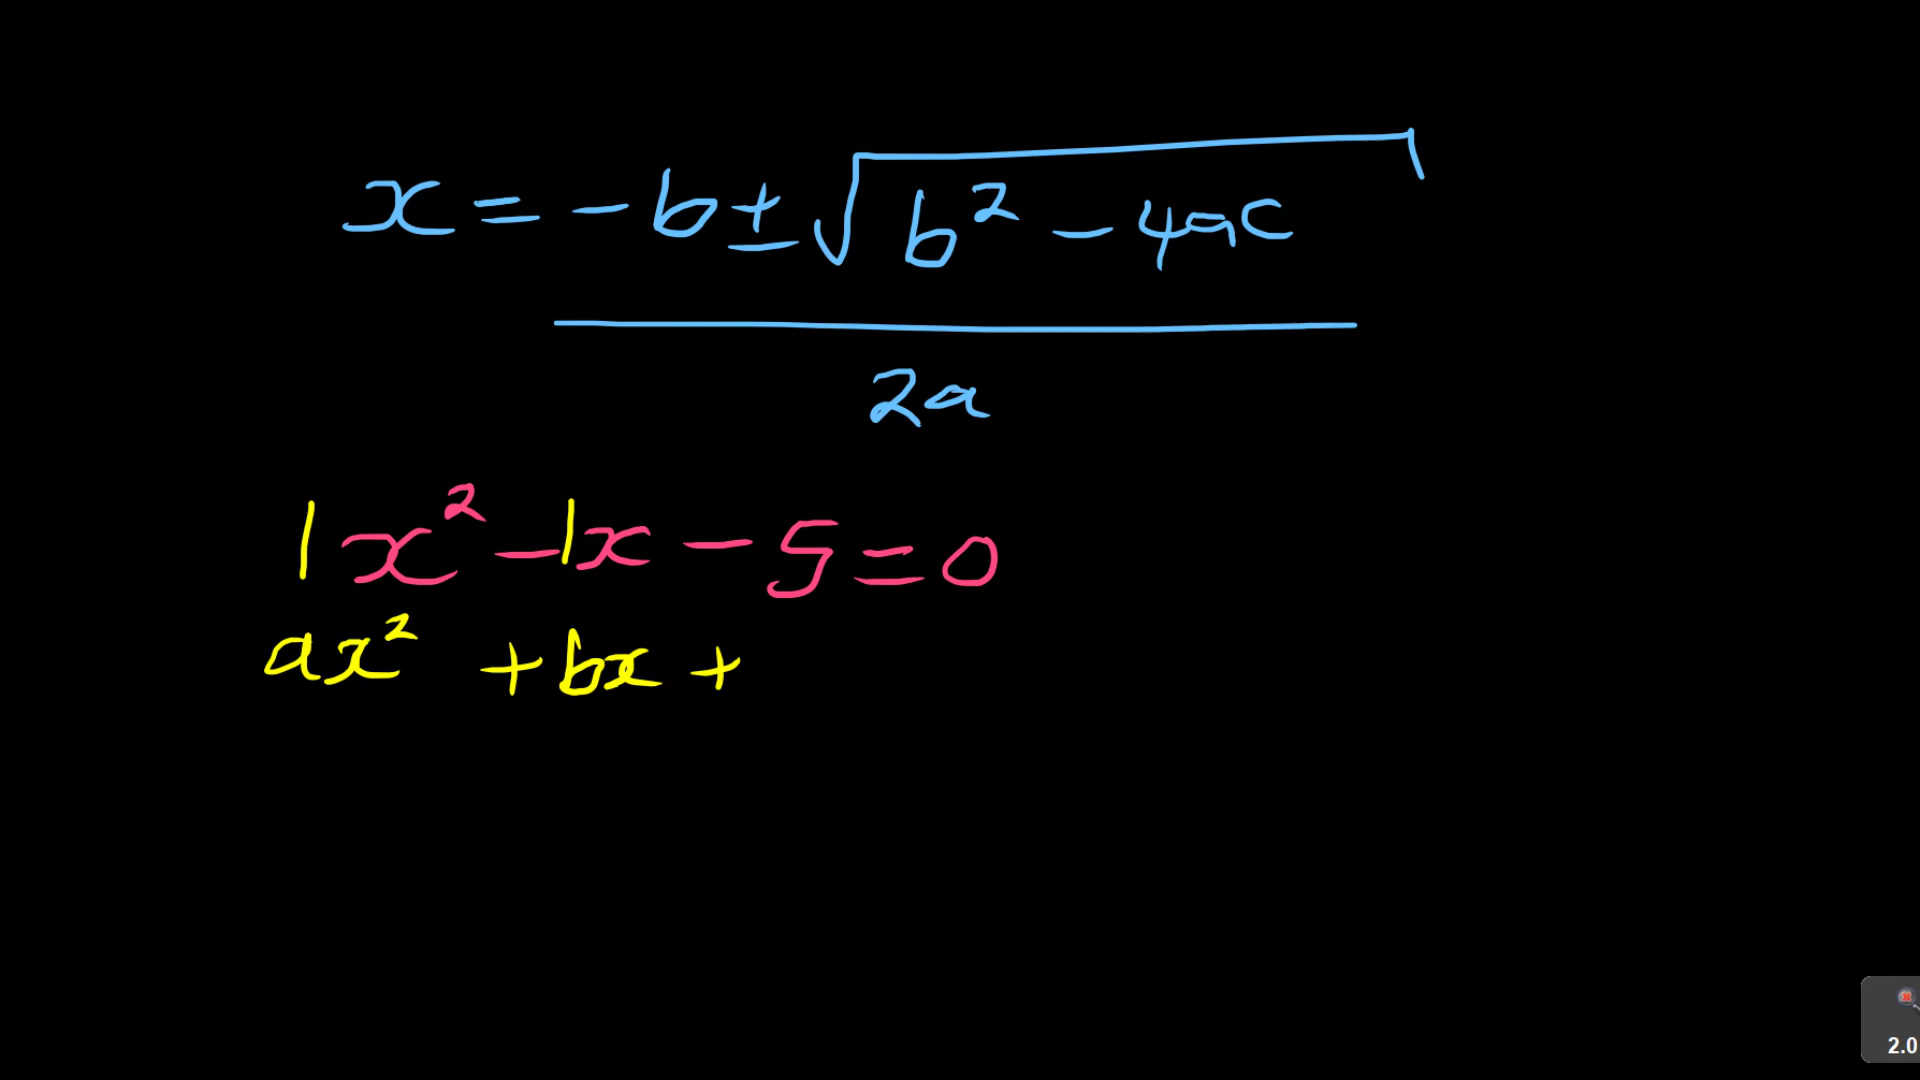 x = -b ± √(b² - 4ac)
2a
1x² - 1x - 5 = 0
ax² + bx +
2.0